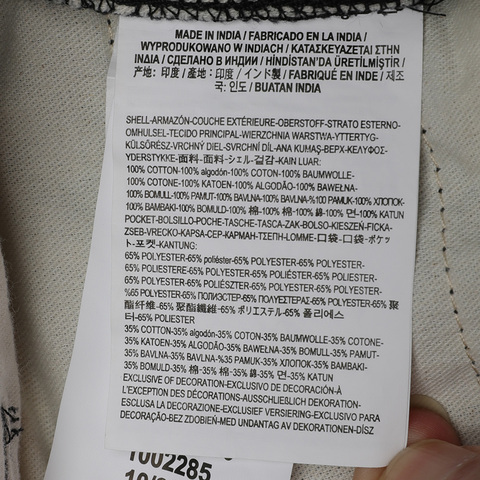 MADE IN INDIA / FABRICADO EN LA INDIA /
WYPRODUKOWANO W INDIACH / ΚΑΤΑΣΚΕΥΑΖΕΤΑΙ ΣΤΗΝ
ΙΝΔΙΑ / СДЕЛАНО В ИНДИИ / HİNDİSTAN'DA ÜRETİLMİŞTİR /
产地: 印度 / 產地: 印度 / インド製 / FABRIQUÉ EN INDE / 제조
국: 인도 / BUATAN INDIA
SHELL-ARMAZÓN-COUCHE EXTÉRIEURE-OBERSTOFF-STRATO ESTERNO-
OMHULSEL-TECIDO PRINCIPAL-WIERZCHNIA WARSTWA-YTTERTYG-
KÜLSŐRÉSZ-VRCHNÝ DIEL-SVRCHNÍ DÍL-ANA KUMAŞ-ВЕРХ-ΚΕΛΥΦΟΣ-
YDERSTYKKE-面料-面料-シェル-겉감-KAIN LUAR:
100% COTTON-100% algodón-100% COTON-100% BAUMWOLLE-
100% COTONE-100% KATOEN-100% ALGODÃO-100% BAWEŁNA-
100% BOMULL-100% PAMUT-100% BAVLNA-100% BAVLNA-% 100 PAMUK-100% ХЛОПОК-
100% ΒΑΜΒΑΚΙ-100% BOMULD-100% 棉-100% 棉-100% 綿-100% 면-100% KATUN
POCKET-BOLSILLO-POCHE-TASCHE-TASCA-ZAK-BOLSO-KIESZEŃ-FICKA-
ZSEB-VRECKO-KAPSA-CEP-КАРМАН-ΤΣΕΠΗ-LOMME-口袋-口袋-ポケッ
ト-포켓-KANTUNG:
65% POLYESTER-65% poliéster-65% POLYESTER-65% POLYESTER-
65% POLIESTERE-65% POLYESTER-65% POLIÉSTER-65% POLIESTER-
65% POLYESTER-65% POLIÉSZTER-65% POLYESTER-65% POLYESTER-
%65 POLYESTER-65% ПОЛИЭСТЕР-65% ΠΟΛΥΕΣΤΕΡΑΣ-65% POLYESTER-65% 聚
酯纤维-65% 聚酯纖維-65% ポリエステル-65% 폴리에스
터-65% POLIESTER
35% COTTON-35% algodón-35% COTON-35% BAUMWOLLE-35% COTONE-
35% KATOEN-35% ALGODÃO-35% BAWEŁNA-35% BOMULL-35% PAMUT-
35% BAVLNA-35% BAVLNA-%35 PAMUK-35% ХЛОПОК-35% ΒΑΜΒΑΚΙ-
35% BOMULD-35% 棉-35% 棉-35% 綿-35% 면-35% KATUN
EXCLUSIVE OF DECORATION-EXCLUSIVO DE DECORACIÓN-À
L'EXCEPTION DES DÉCORATIONS-AUSSCHLIEßLICH DEKORATION-
ESCLUSA LA DECORAZIONE-EXCLUSIEF VERSIERING-EXCLUSIVO PARA
DECORAÇÃO-BEZ ZDOBIEŃ-MED UNDANTAG AV DEKORATIONEN-DÍSZ
1002285